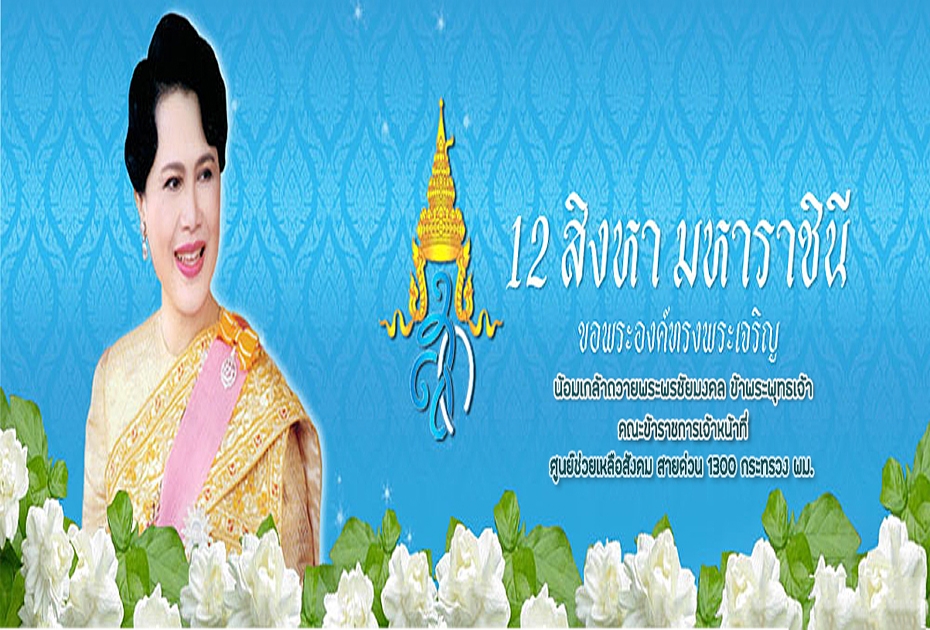 12 สิงหา มหาราชินี
ขอพระองค์ทรงพระเจริญ
น้อมเกล้าถวายพระพรชัยมงคล ข้าพระพุทธเจ้า
คณะข้าราชการเจ้าหน้าที่
ศูนย์ช่วยเหลือสังคม สายด่วน 1300 กระทรวง พม.